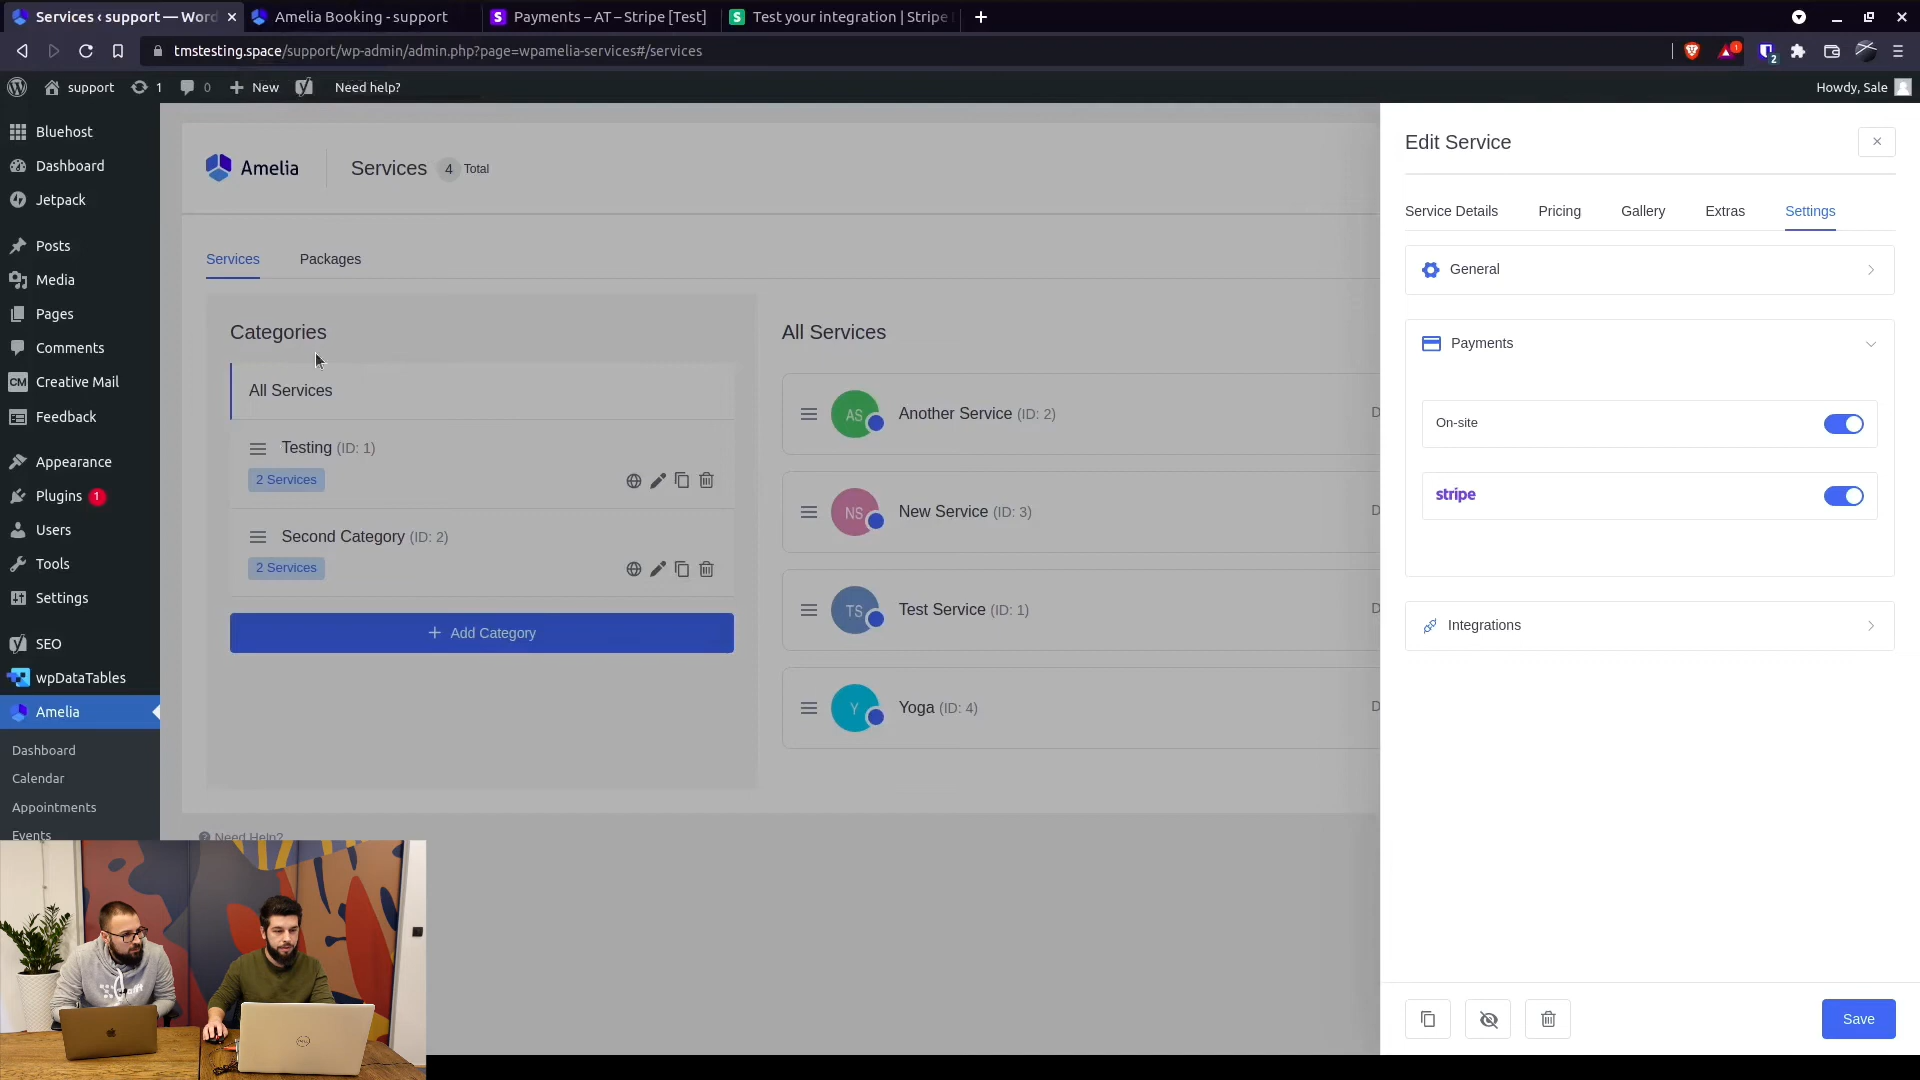 Services ‹ support — Word
Amelia Booking - support
Payments – AT – Stripe [Test]
Test your integration | Stripe
tmstesting.space/support/wp-admin/admin.php?page=wpamelia-services#/services
1
2
support
1
0
New
Need help?
Howdy, Sale
Bluehost
Dashboard
Jetpack
Posts
Media
Pages
Comments
CM
Creative Mail
Feedback
Appearance
Plugins
1
Users
Tools
Settings
SEO
wpDataTables
Amelia
Dashboard
Calendar
Appointments
Events
Amelia
Services
4
Total
Services
Packages
Categories
All Services
Testing (ID: 1)
2 Services
Second Category (ID: 2)
2 Services
+ Add Category
Need Help?
All Services
AS
Another Service (ID: 2)
D
NS
New Service (ID: 3)
D
TS
Test Service (ID: 1)
D
Y
Yoga (ID: 4)
D
Edit Service
Service Details
Pricing
Gallery
Extras
Settings
General
Payments
On-site
stripe
Integrations
Save